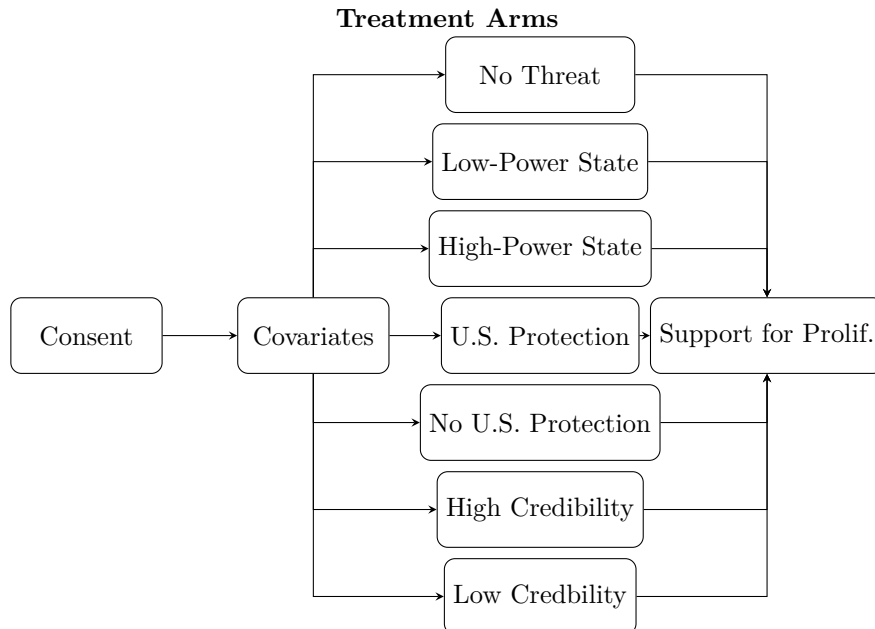 Treatment Arms
No Threat
Low-Power State
High-Power State
Consent
Covariates
U.S. Protection
Support for Prolif.
No U.S. Protection
High Credibility
Low Credbility